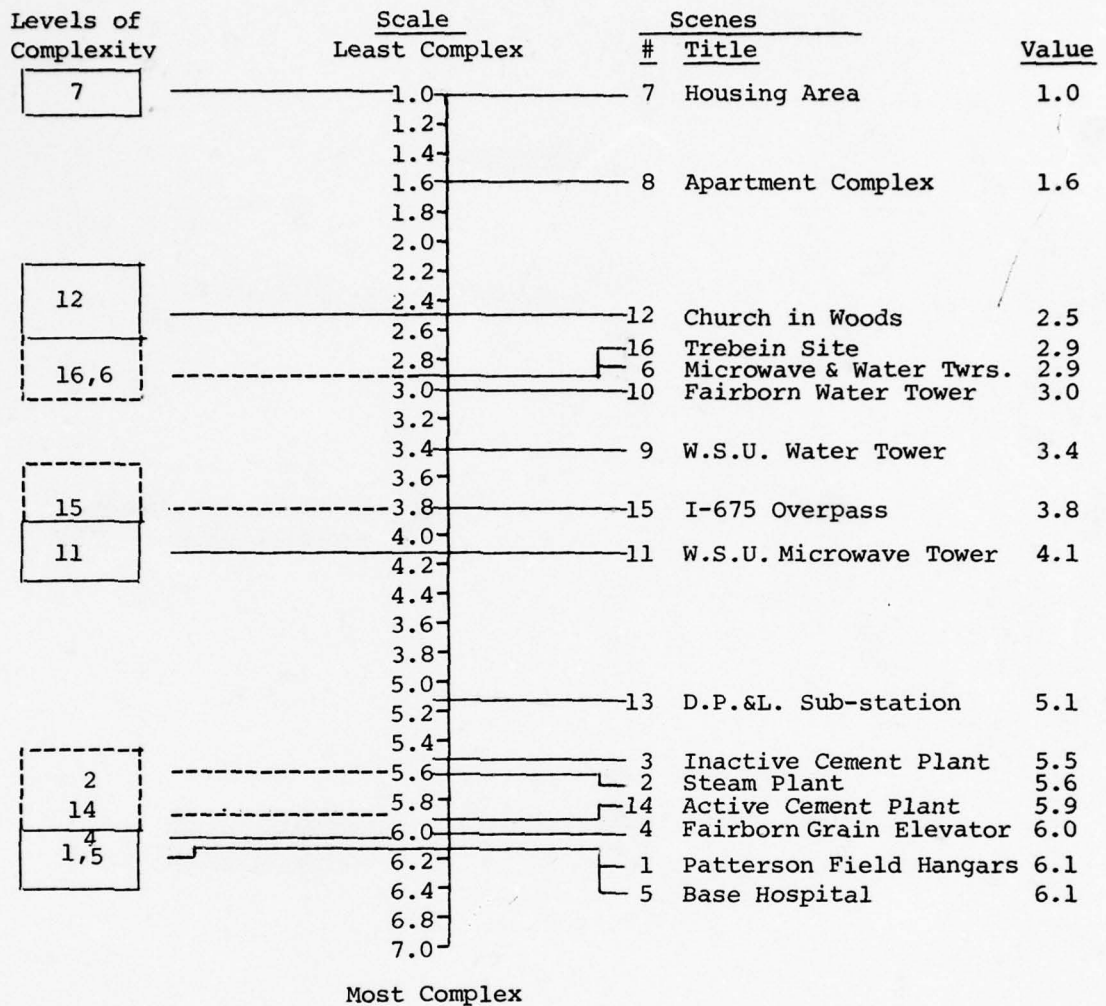 Levels of Scale Scenes
Complexity Least Complex # Title Value
7 1.0 7 Housing Area 1.0
1.2
1.4
1.6 8 Apartment Complex 1.6
1.8
2.0
2.2
12 2.4
12 Church in Woods 2.5
2.6
16 Trebein Site 2.9
2.8
16,6 6 Microwave & Water Twrs. 2.9
3.0 10 Fairborn Water Tower 3.0
3.2
3.4 9 W.S.U. Water Tower 3.4
3.6
15 3.8 15 I-675 Overpass 3.8
4.0
11 11 W.S.U. Microwave Tower 4.1
4.2
4.4
3.6
3.8
5.0
13 D.P.&L. Sub-station 5.1
5.2
5.4
3 Inactive Cement Plant 5.5
2 5.6 2 Steam Plant 5.6
14 5.8 14 Active Cement Plant 5.9
4 6.0 4 Fairborn Grain Elevator 6.0
1,5 6.2 1 Patterson Field Hangars 6.1
6.4 5 Base Hospital 6.1
6.8
7.0
Most Complex